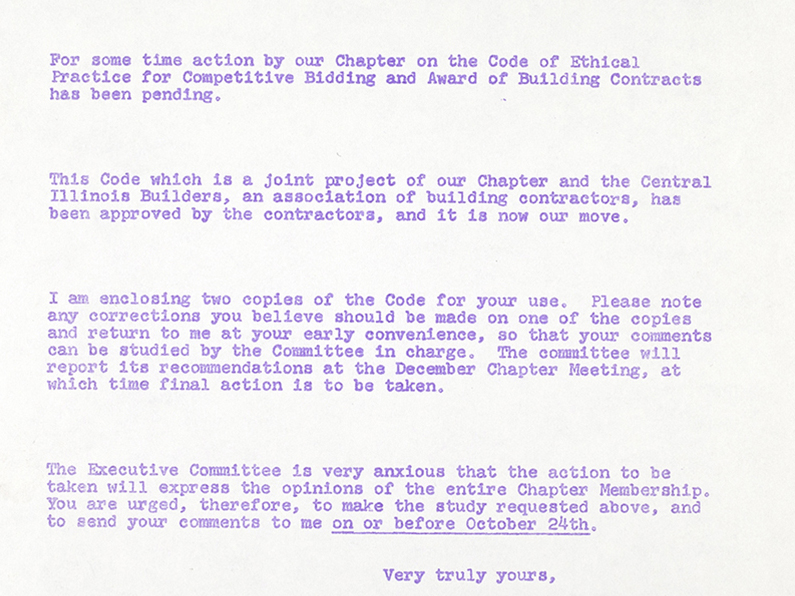 For some time action by our Chapter on the Code of Ethical
Practice for Competitive Bidding and Award of Building Contracts
has been pending.
This Code which is a joint project of our Chapter and the Central
Illinois Builders, an association of building contractors, has
been approved by the contractors, and it is now our move.
I am enclosing two copies of the Code for your use. Please note
any corrections you believe should be made on one of the copies
and return to me at your early convenience, so that your comments
can be studied by the Committee in charge. The committee will
report its recommendations at the December Chapter Meeting, at
which time final action is to be taken.
The Executive Committee is very anxious that the action to be
taken will express the opinions of the entire Chapter Membership.
You are urged, therefore, to make the study requested above, and
to send your comments to me on or before October 24th.
Very truly yours,